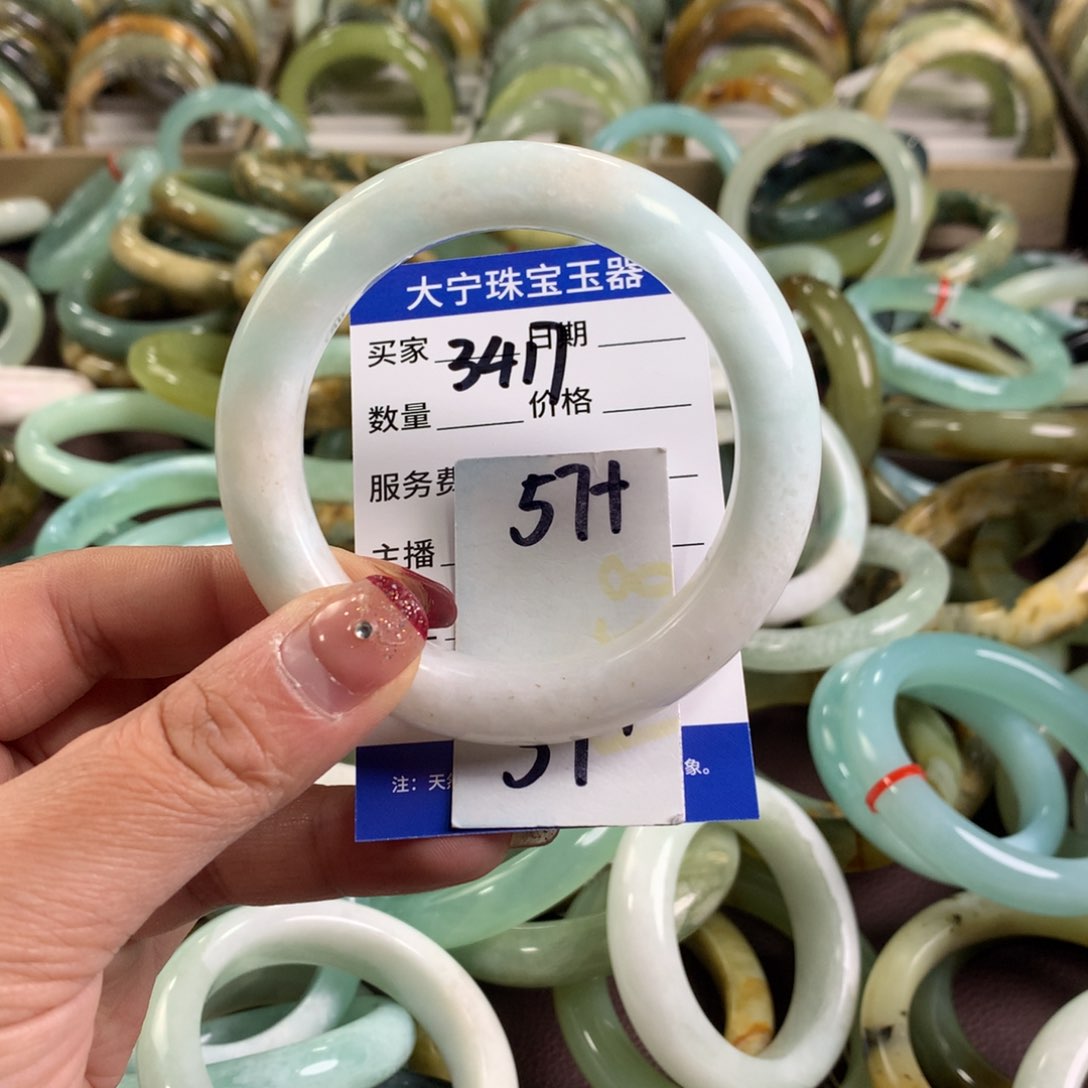 大宁珠宝玉器
买家 3417 日期
数量 价格
服务费
57H
主播
57
注：天 象。